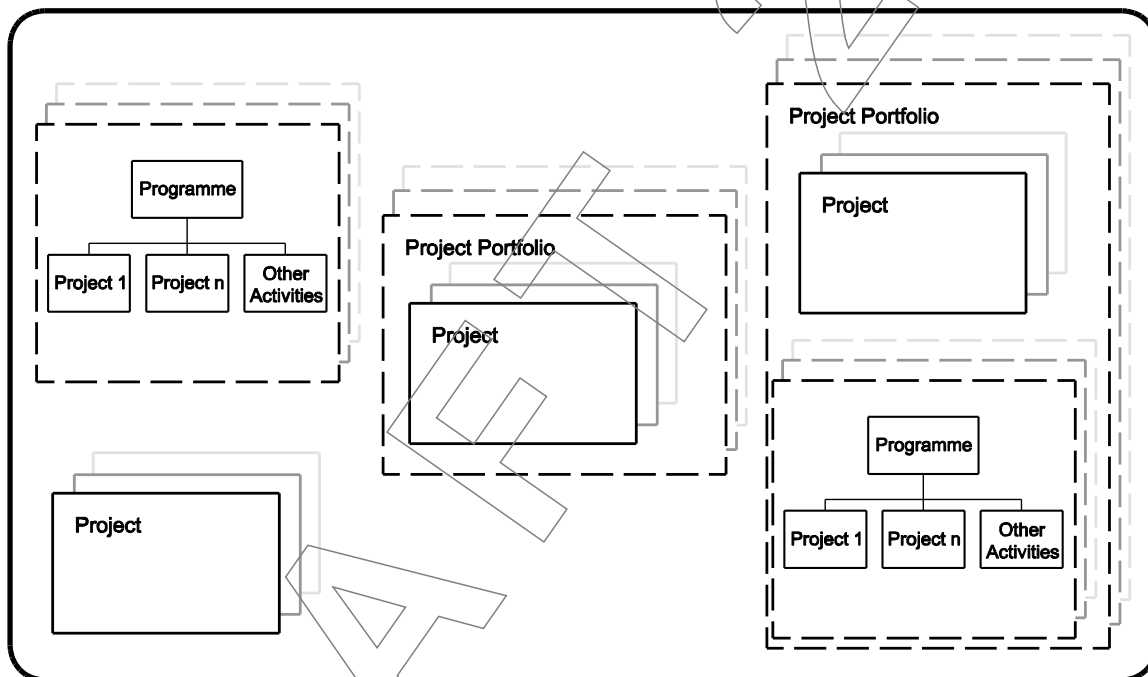 Programme
Project 1
Project n
Other
Activities
Project
Project Portfolio
Project
Project Portfolio
Project
Programme
Project 1
Project n
Other
Activities